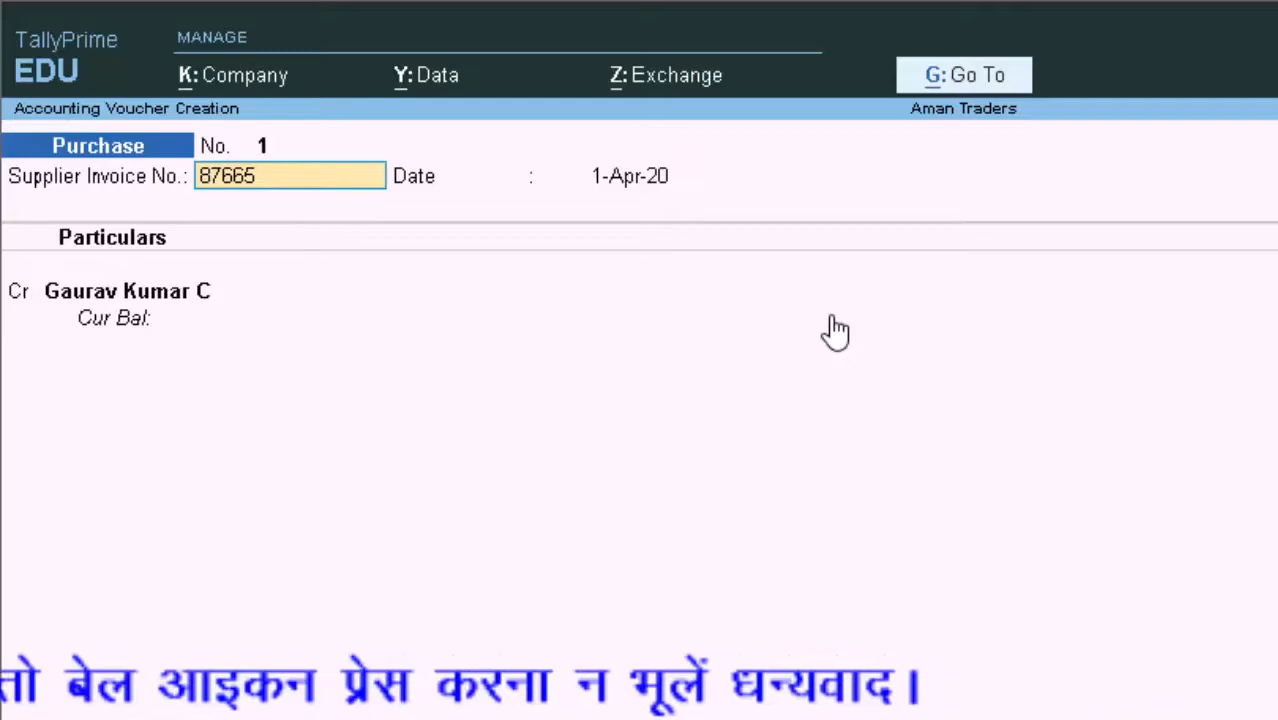 TallyPrime
EDU
MANAGE
K: Company Y: Data Z: Exchange G: Go To
Accounting Voucher Creation Aman Traders
Purchase No. 1
Supplier Invoice No.: 87665 Date : 1-Apr-20
Particulars
Cr Gaurav Kumar C
Cur Bal:
तो बेल आइकन प्रेस करना न भूलें धन्यवाद।